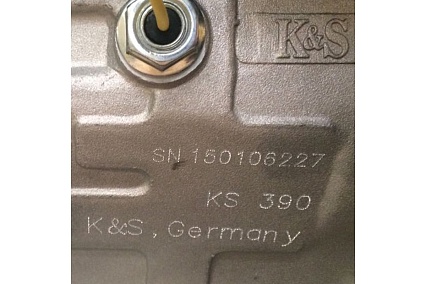 K&S
SN 150106227
KS 390
K&S, Germany